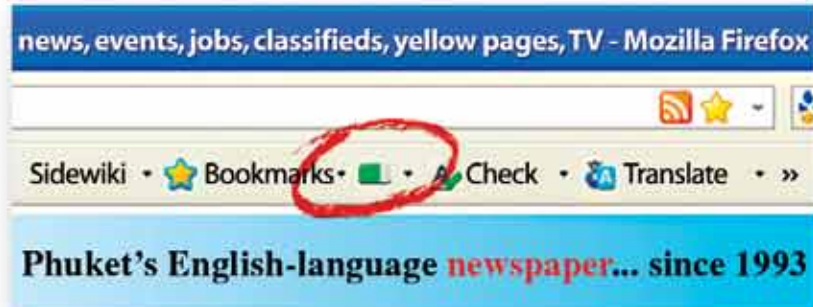 news, events, jobs, classifieds, yellow pages, TV - Mozilla Firefox
Sidewiki Bookmarks Check Translate »
Phuket's English-language newspaper... since 1993